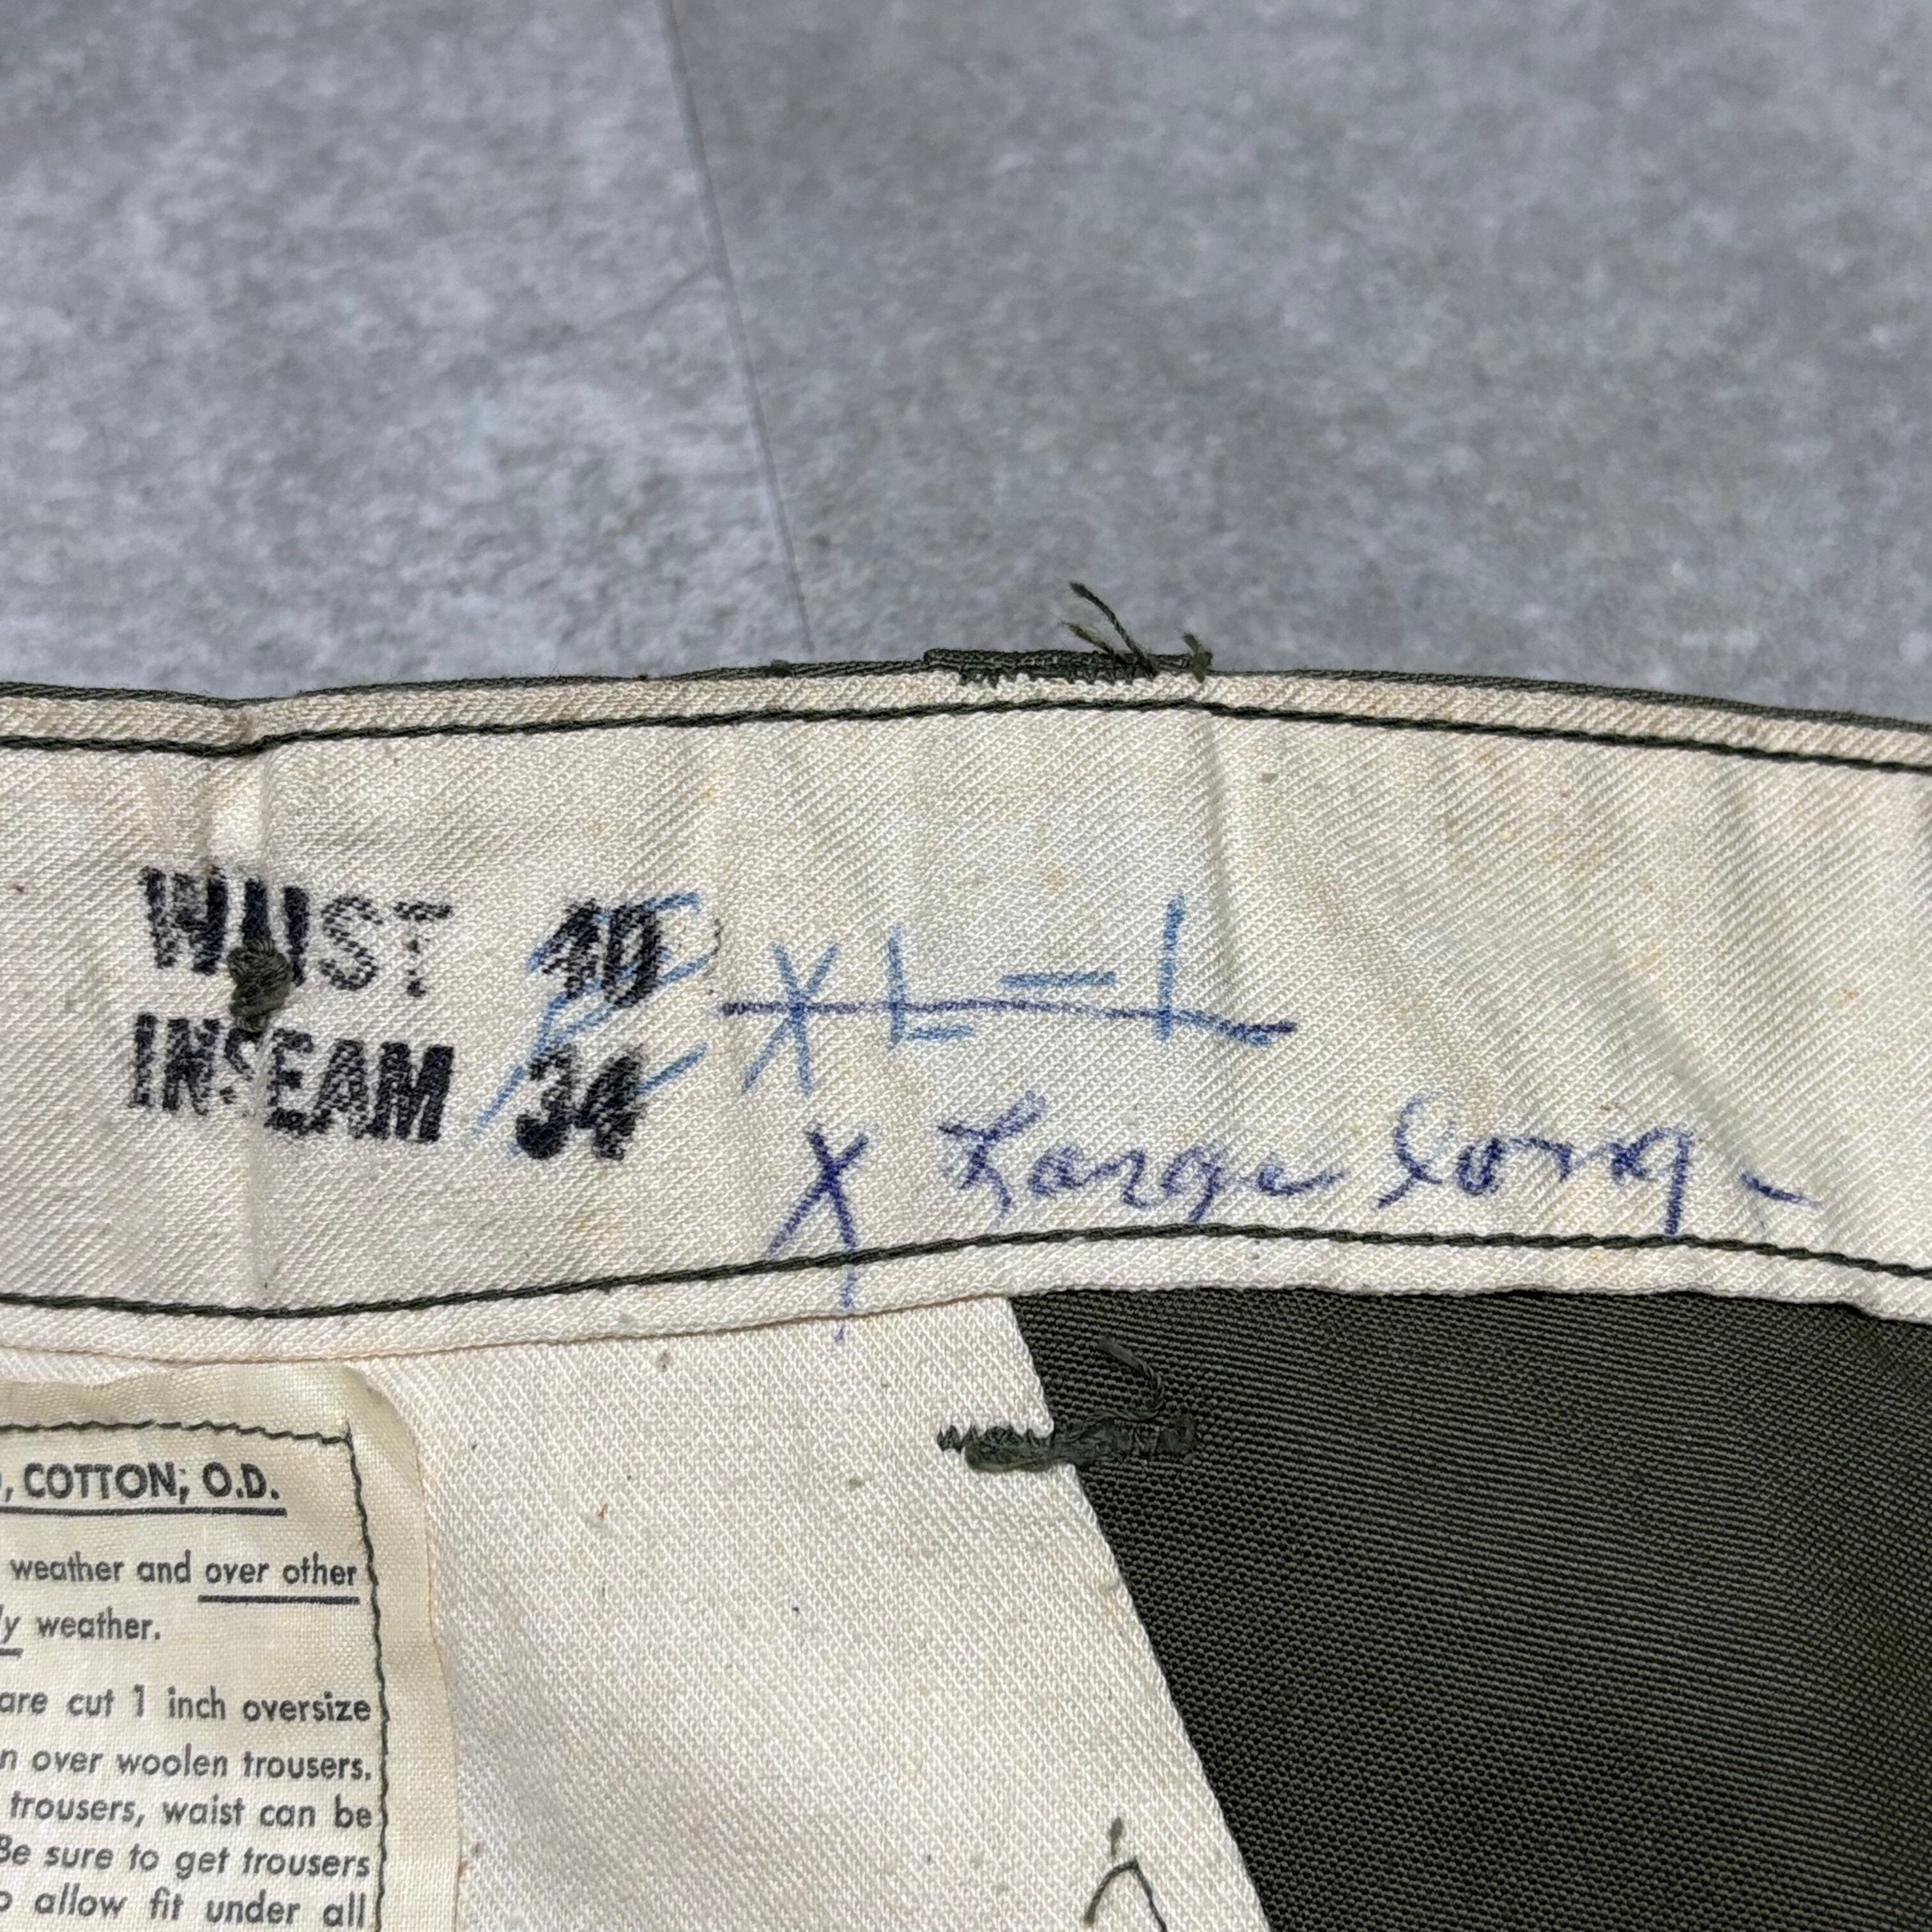 WAIST 40
INSEAM 34
XL-L
X Large long -
, COTTON; O.D.
weather and over other
y weather.
are cut 1 inch oversize
n over woolen trousers.
trousers, waist can be
Be sure to get trousers
o allow fit under all